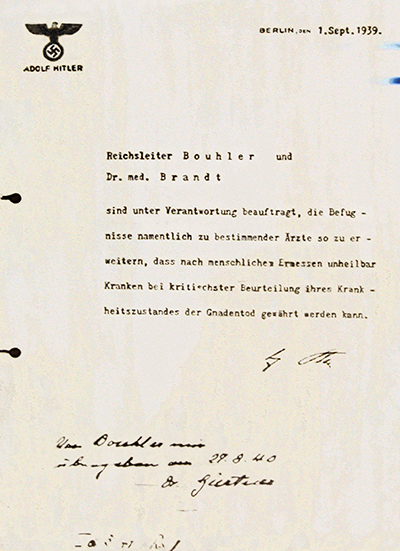 ADOLF HITLER
BERLIN, DEN 1.Sept.1939.
Reichsleiter Bouhler und
Dr. med. Brandt
sind unter Verantwortung beauftragt, die Befug -
nisse namentlich zu bestimmender Ärzte so zu er -
weitern, dass nach menschlichem Ermessen unheilbar
Kranken bei kritischster Beurteilung ihres Krank -
heitszustandes der Gnadentod gewährt werden kann.
Von Bouhler mir
übergeben am 27.8.40
Dr. Gürtner